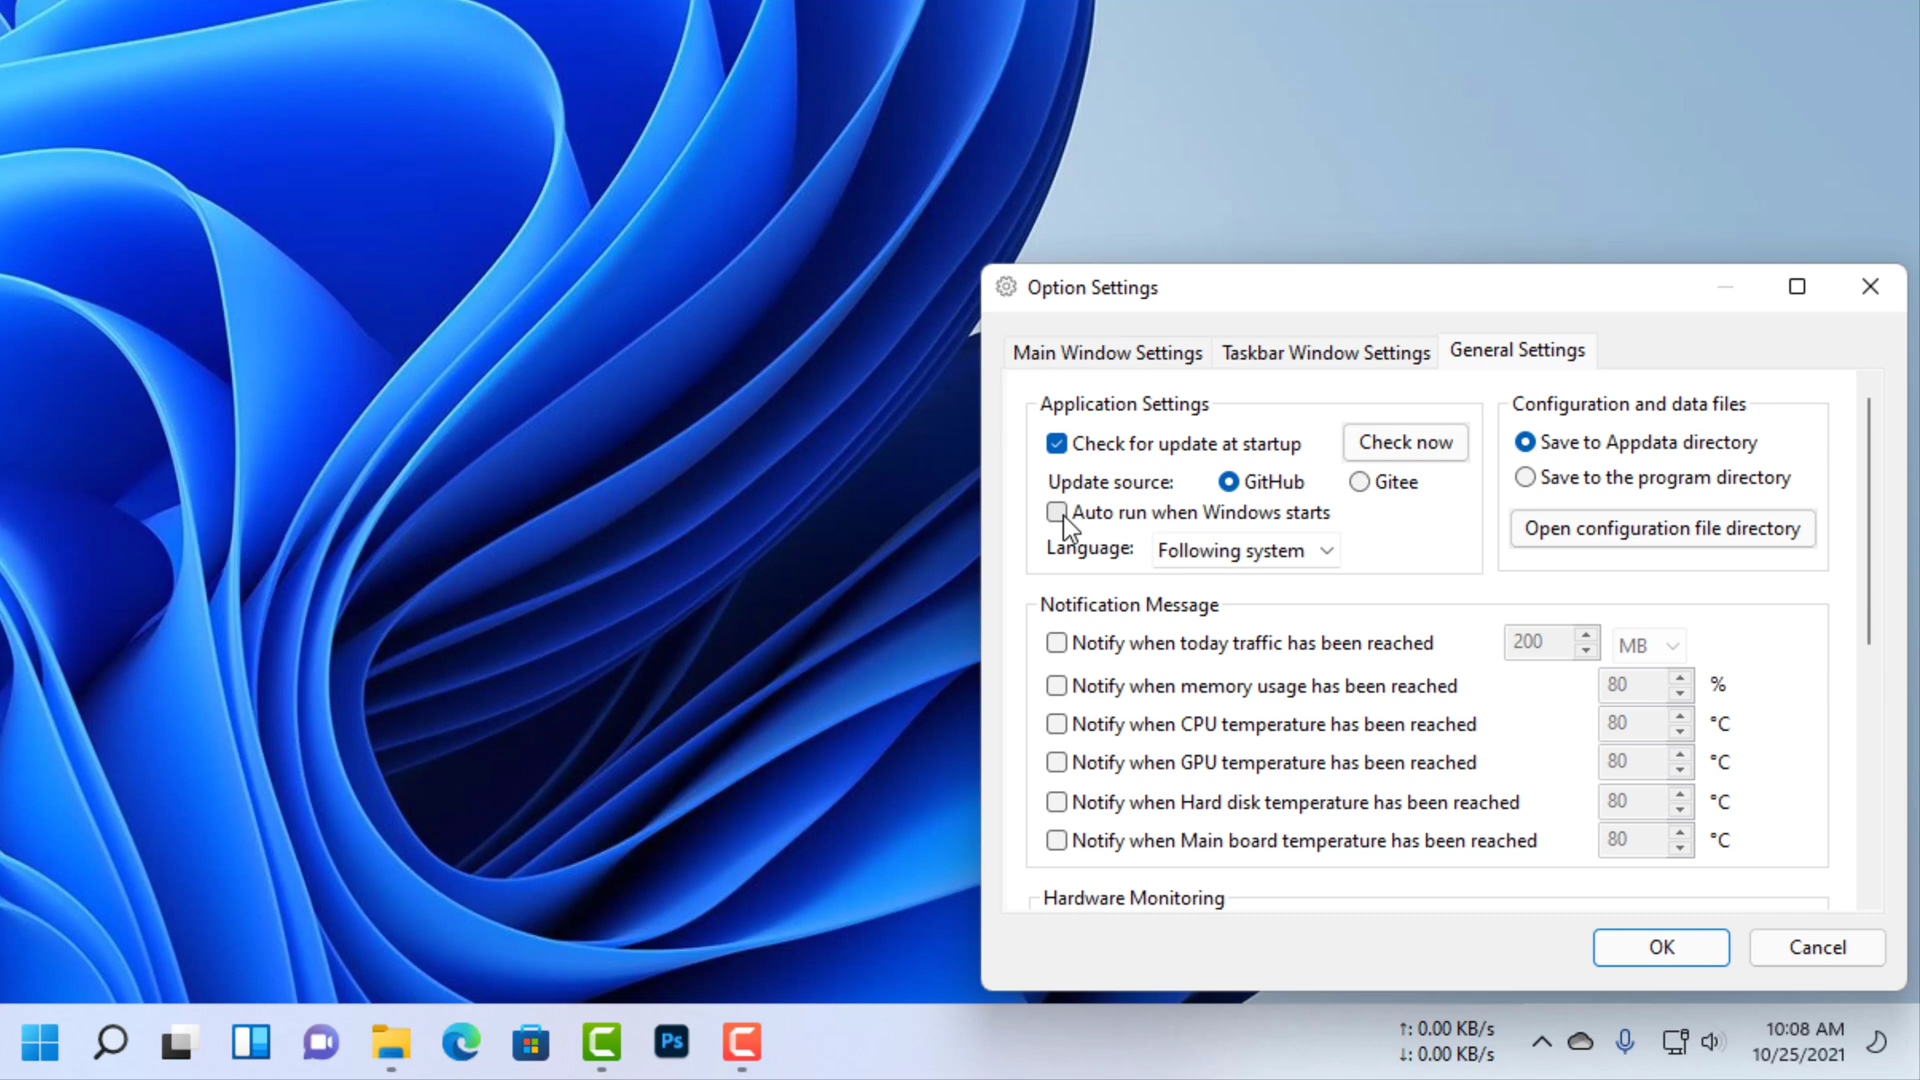 Option Settings
Main Window Settings Taskbar Window Settings General Settings
Application Settings
Check for update at startup Check now
Update source: GitHub Gitee
Auto run when Windows starts
Language: Following system
Configuration and data files
Save to Appdata directory
Save to the program directory
Open configuration file directory
Notification Message
Notify when today traffic has been reached 200 MB
Notify when memory usage has been reached 80 %
Notify when CPU temperature has been reached 80 °C
Notify when GPU temperature has been reached 80 °C
Notify when Hard disk temperature has been reached 80 °C
Notify when Main board temperature has been reached 80 °C
Hardware Monitoring
OK Cancel
Ps
↑: 0.00 KB/s
↓: 0.00 KB/s
10:08 AM
10/25/2021